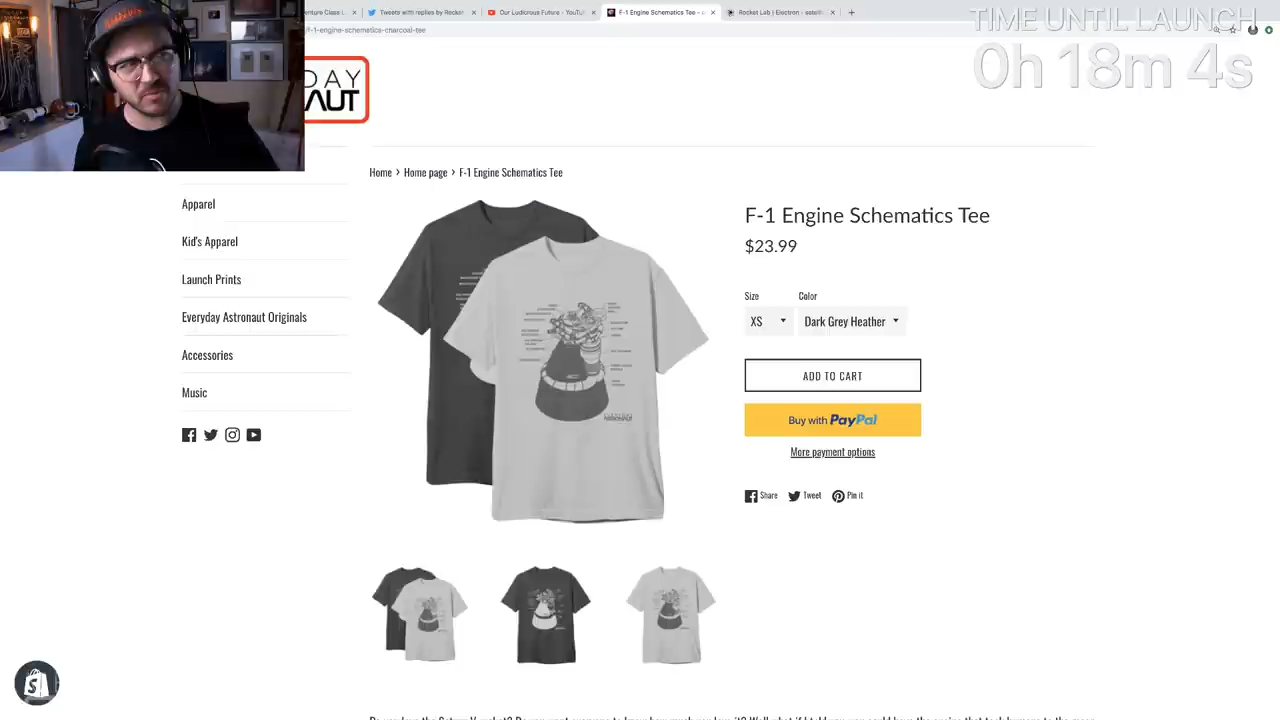 enture Class L
Tweets with replies by Rocket
Our Ludicrous Future - YouTub
F-1 Engine Schematics Tee –
Rocket Lab | Electron
/f-1-engine-schematics-charcoal-tee
TIME UNTIL LAUNCH
0h 18m 4s
DAY
AUT
Home › Home page › F-1 Engine Schematics Tee
Apparel
Kid's Apparel
Launch Prints
Everyday Astronaut Originals
Accessories
Music
F-1 Engine Schematics Tee
$23.99
Size Color
XS Dark Grey Heather
ADD TO CART
Buy with PayPal
More payment options
Share Tweet Pin it
ASTRONAUT